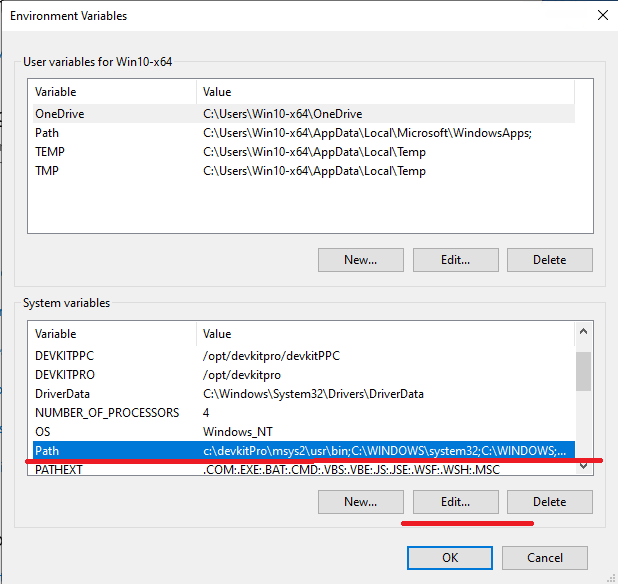 Environment Variables
User variables for Win10-x64
Variable Value
OneDrive C:\Users\Win10-x64\OneDrive
Path C:\Users\Win10-x64\AppData\Local\Microsoft\WindowsApps;
TEMP C:\Users\Win10-x64\AppData\Local\Temp
TMP C:\Users\Win10-x64\AppData\Local\Temp
New... Edit... Delete
System variables
Variable Value
DEVKITPPC /opt/devkitpro/devkitPPC
DEVKITPRO /opt/devkitpro
DriverData C:\Windows\System32\Drivers\DriverData
NUMBER_OF_PROCESSORS 4
OS Windows_NT
Path c:\devkitPro\msys2\usr\bin;C:\WINDOWS\system32;C:\WINDOWS;...
PATHEXT .COM;.EXE;.BAT;.CMD;.VBS;.VBE;.JS;.JSE;.WSF;.WSH;.MSC
New... Edit... Delete
OK Cancel